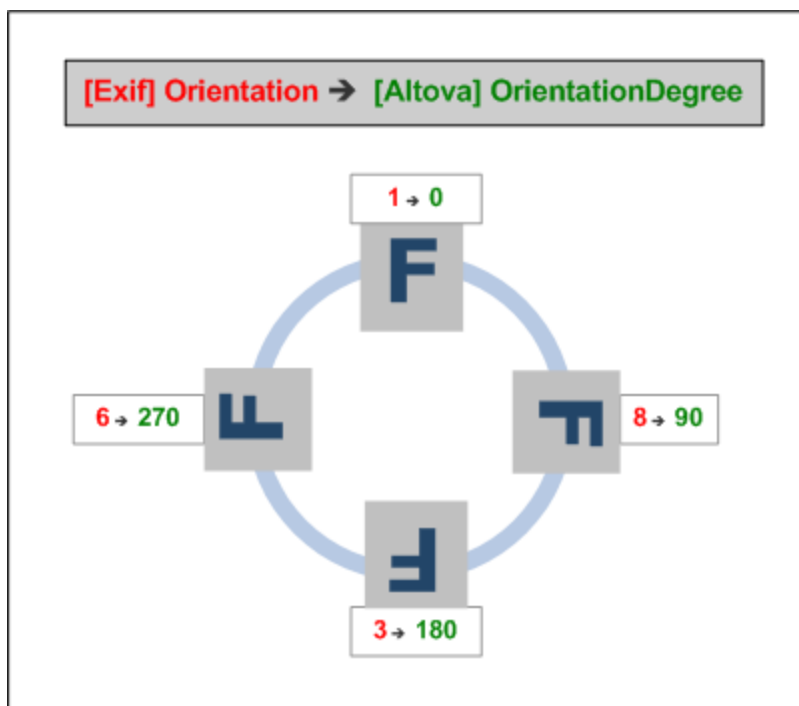 [Exif] Orientation ➔ [Altova] OrientationDegree
1 ➔ 0
F
F
F
6 ➔ 270
8 ➔ 90
F
3 ➔ 180